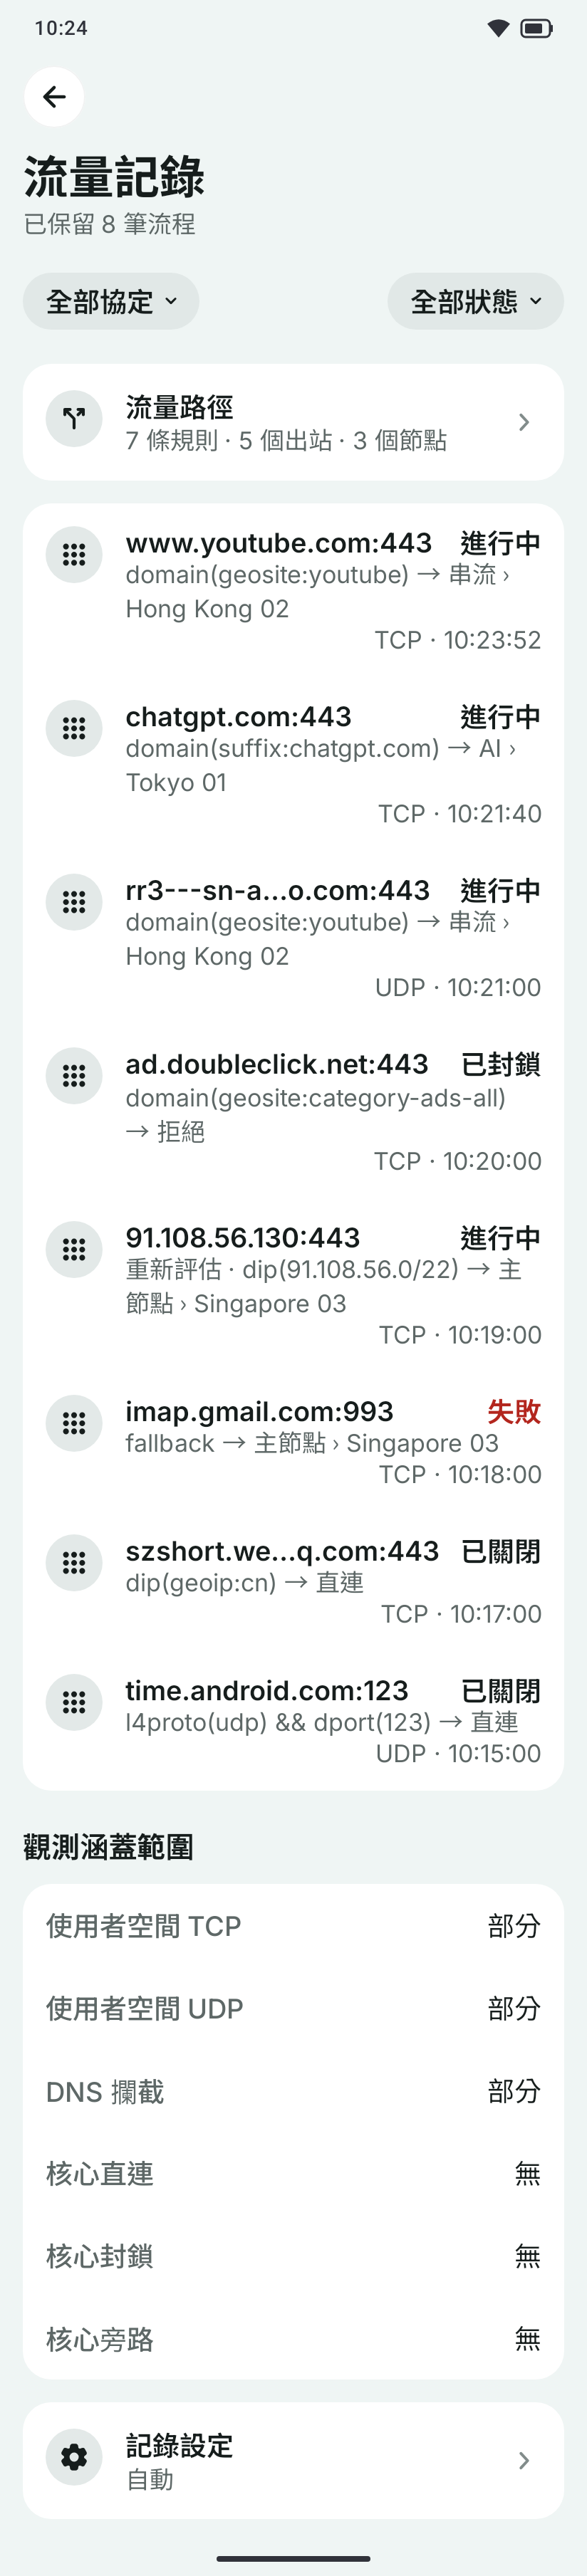 10:24
流量記錄
已保留 8 筆流程
全部協定
全部狀態
流量路徑
7 條規則 · 5 個出站 · 3 個節點
www.youtube.com:443 進行中
domain(geosite:youtube) → 串流 ›
Hong Kong 02
TCP · 10:23:52
chatgpt.com:443 進行中
domain(suffix:chatgpt.com) → AI ›
Tokyo 01
TCP · 10:21:40
rr3---sn-a...o.com:443 進行中
domain(geosite:youtube) → 串流 ›
Hong Kong 02
UDP · 10:21:00
ad.doubleclick.net:443 已封鎖
domain(geosite:category-ads-all)
→ 拒絕
TCP · 10:20:00
91.108.56.130:443 進行中
重新評估 · dip(91.108.56.0/22) → 主
節點 › Singapore 03
TCP · 10:19:00
imap.gmail.com:993 失敗
fallback → 主節點 › Singapore 03
TCP · 10:18:00
szshort.we...q.com:443 已關閉
dip(geoip:cn) → 直連
TCP · 10:17:00
time.android.com:123 已關閉
l4proto(udp) && dport(123) → 直連
UDP · 10:15:00
觀測涵蓋範圍
使用者空間 TCP 部分
使用者空間 UDP 部分
DNS 攔截 部分
核心直連 無
核心封鎖 無
核心旁路 無
記錄設定
自動